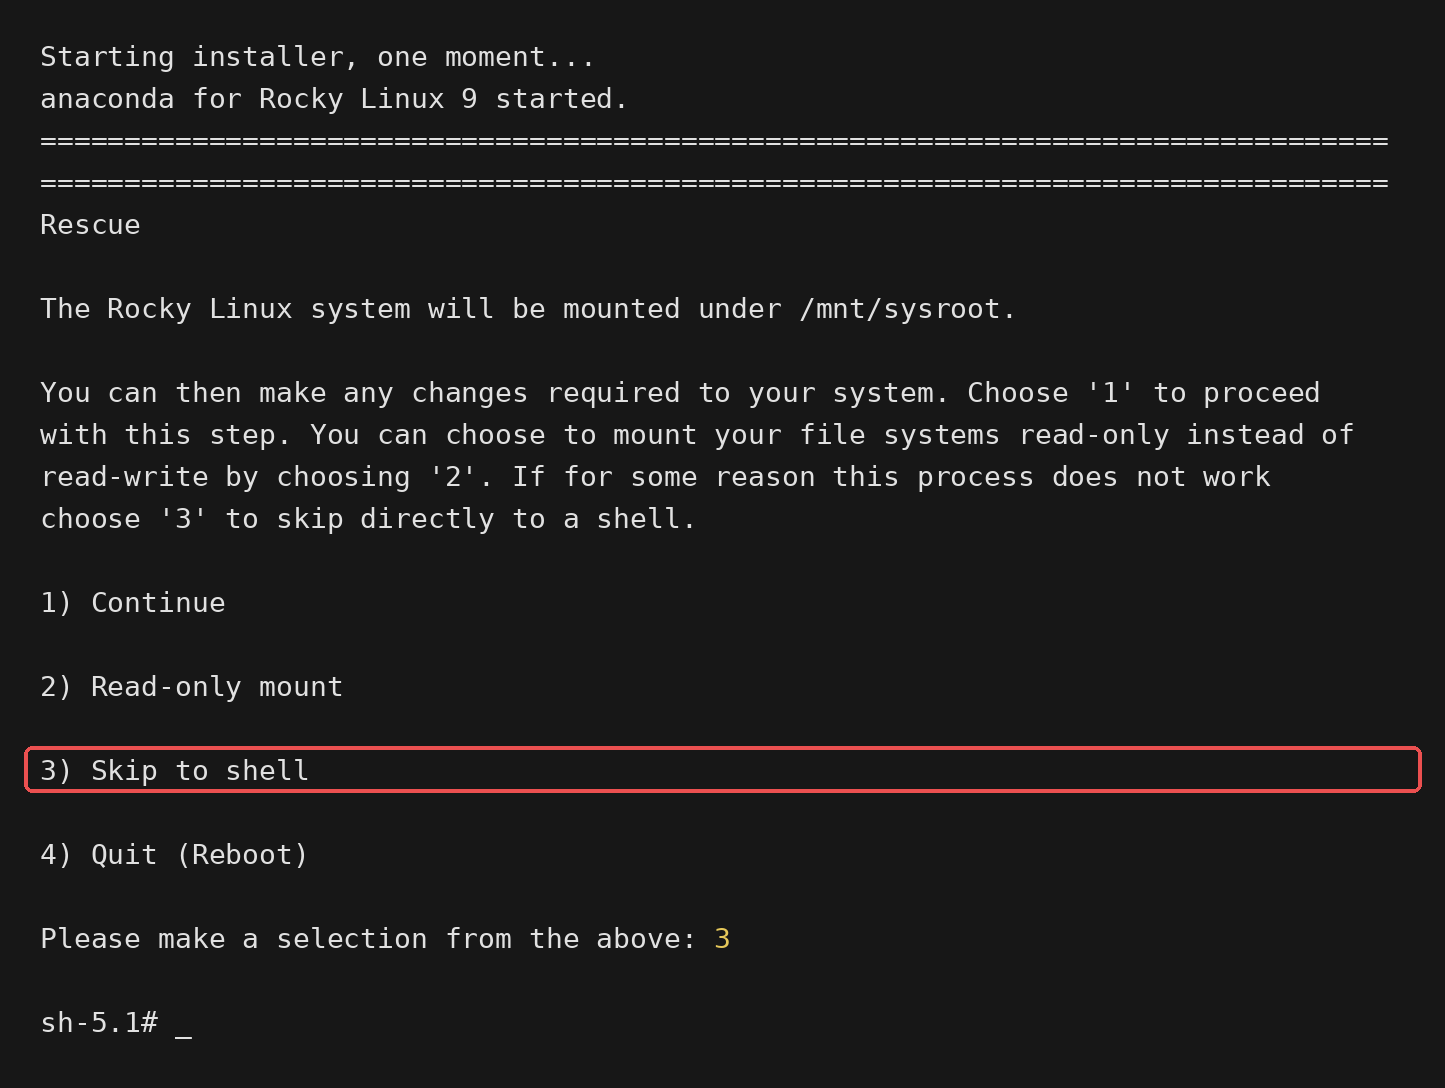 Starting installer, one moment...
anaconda for Rocky Linux 9 started.
================================================================================
================================================================================
Rescue
The Rocky Linux system will be mounted under /mnt/sysroot.
You can then make any changes required to your system. Choose '1' to proceed
with this step. You can choose to mount your file systems read-only instead of
read-write by choosing '2'. If for some reason this process does not work
choose '3' to skip directly to a shell.
1) Continue
2) Read-only mount
3) Skip to shell
4) Quit (Reboot)
Please make a selection from the above: 3
sh-5.1# _